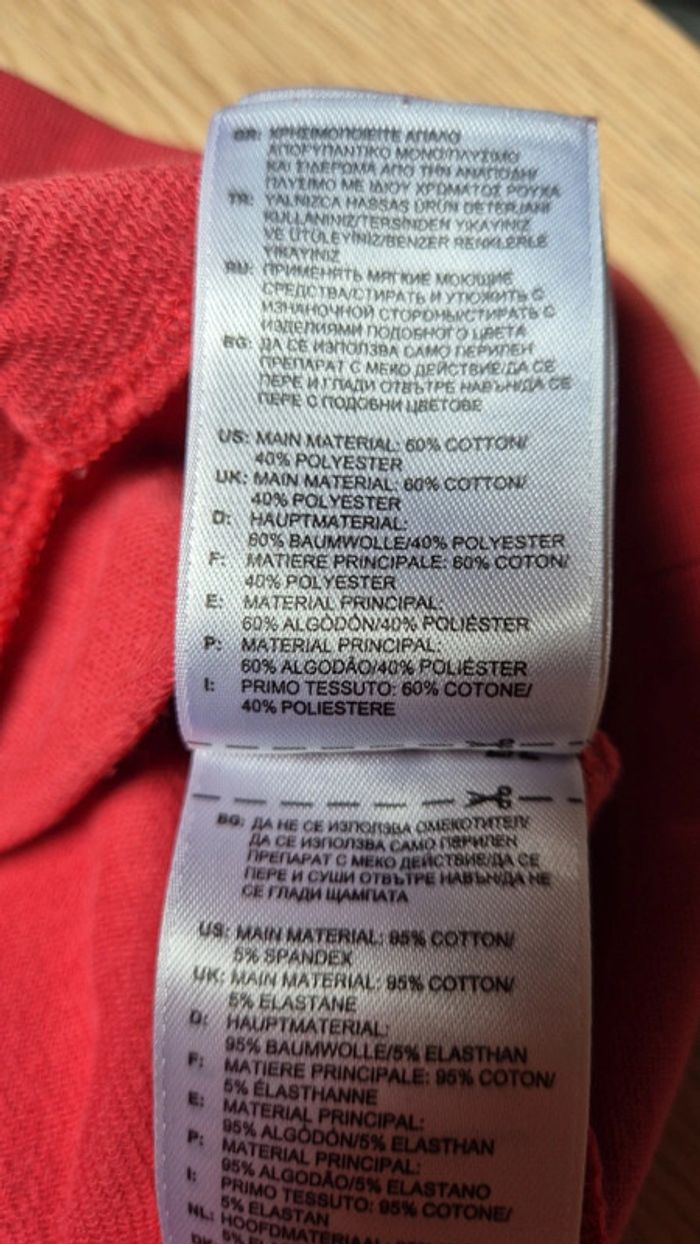 GR: ΧΡΗΣΙΜΟΠΟΙΕΙΤΕ ΑΠΑΛΟ
ΑΠΟΡΥΠΑΝΤΙΚΟ ΜΟΝΟ/ΠΛΥΣΙΜΟ
ΚΑΙ ΣΙΔΕΡΩΜΑ ΑΠΟ ΤΗΝ ΑΝΑΠΟΔΗ/
ΠΛΥΣΙΜΟ ΜΕ ΙΔΙΟΥ ΧΡΩΜΑΤΟΣ ΡΟΥΧΑ
TR: YALNIZCA HASSAS ÜRÜN DETERJANI
KULLANINIZ/TERSİNDEN YIKAYINIZ
VE ÜTÜLEYİNİZ/BENZER RENKLERLE
YIKAYINIZ
RU: ПРИМЕНЯТЬ МЯГКИЕ МОЮЩИЕ
СРЕДСТВА/СТИРАТЬ И УТЮЖИТЬ С
ИЗНАНОЧНОЙ СТОРОНЫ/СТИРАТЬ С
ИЗДЕЛИЯМИ ПОДОБНОГО ЦВЕТА
BG: ДА СЕ ИЗПОЛЗВА САМО ПЕРИЛЕН
ПРЕПАРАТ С МЕКО ДЕЙСТВИЕ/ДА СЕ
ПЕРЕ И ГЛАДИ ОТВЪТРЕ НАВЪН/ДА СЕ
ПЕРЕ С ПОДОБНИ ЦВЕТОВЕ
US: MAIN MATERIAL: 60% COTTON/
40% POLYESTER
UK: MAIN MATERIAL: 60% COTTON/
40% POLYESTER
D: HAUPTMATERIAL:
60% BAUMWOLLE/40% POLYESTER
F: MATIERE PRINCIPALE: 60% COTON/
40% POLYESTER
E: MATERIAL PRINCIPAL:
60% ALGODÓN/40% POLIÉSTER
P: MATERIAL PRINCIPAL:
60% ALGODÃO/40% POLIÉSTER
I: PRIMO TESSUTO: 60% COTONE/
40% POLIESTERE
BG: ДА НЕ СЕ ИЗПОЛЗВА ОМЕКОТИТЕЛ/
ДА СЕ ИЗПОЛЗВА САМО ПЕРИЛЕН
ПРЕПАРАТ С МЕКО ДЕЙСТВИЕ/ДА СЕ
ПЕРЕ И СУШИ ОТВЪТРЕ НАВЪН/ДА НЕ
СЕ ГЛАДИ ЩАМПАТА
US: MAIN MATERIAL: 95% COTTON/
5% SPANDEX
UK: MAIN MATERIAL: 95% COTTON/
5% ELASTANE
D: HAUPTMATERIAL:
95% BAUMWOLLE/5% ELASTHAN
F: MATIERE PRINCIPALE: 95% COTON/
5% ÉLASTHANNE
E: MATERIAL PRINCIPAL:
95% ALGODÓN/5% ELASTHAN
P: MATERIAL PRINCIPAL:
95% ALGODÃO/5% ELASTANO
I: PRIMO TESSUTO: 95% COTONE/
5% ELASTAN
NL: HOOFDMATERIAAL: